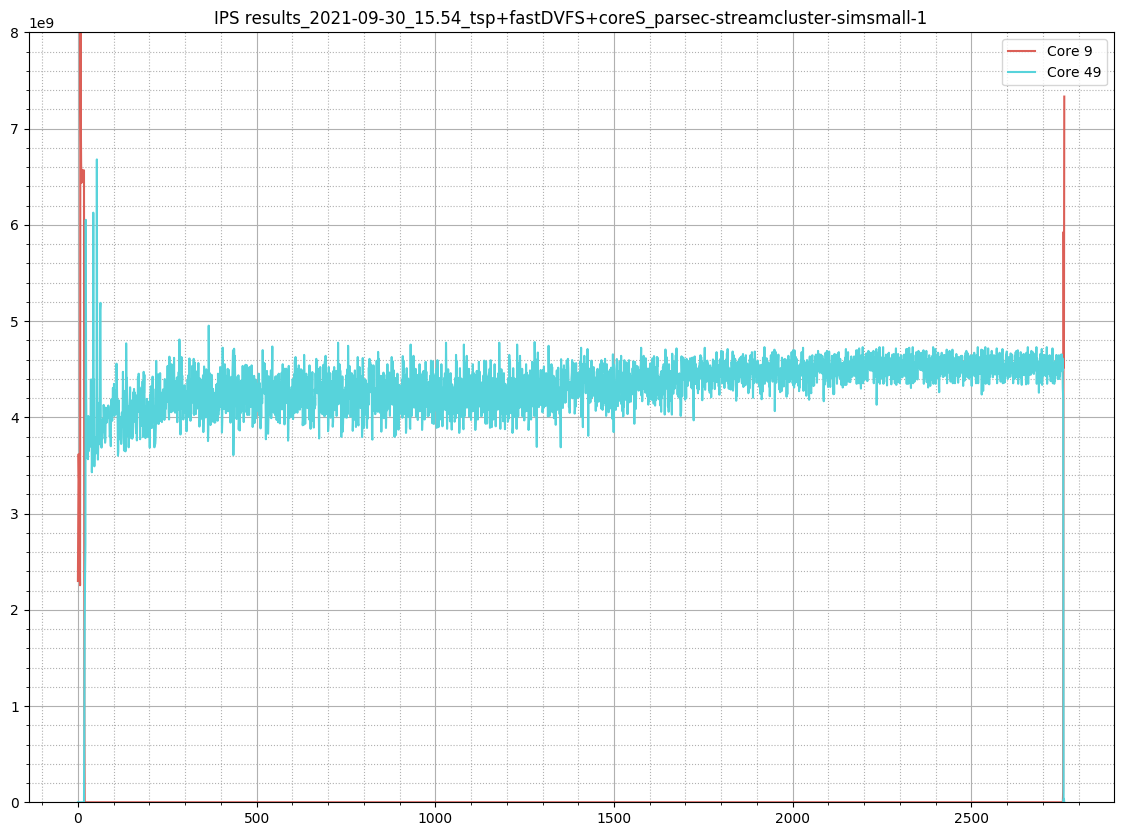 IPS results_2021-09-30_15.54_tsp+fastDVFS+coreS_parsec-streamcluster-simsmall-1
1e9
Core 9
Core 49
8
7
6
5
4
3
2
1
0
0 500 1000 1500 2000 2500